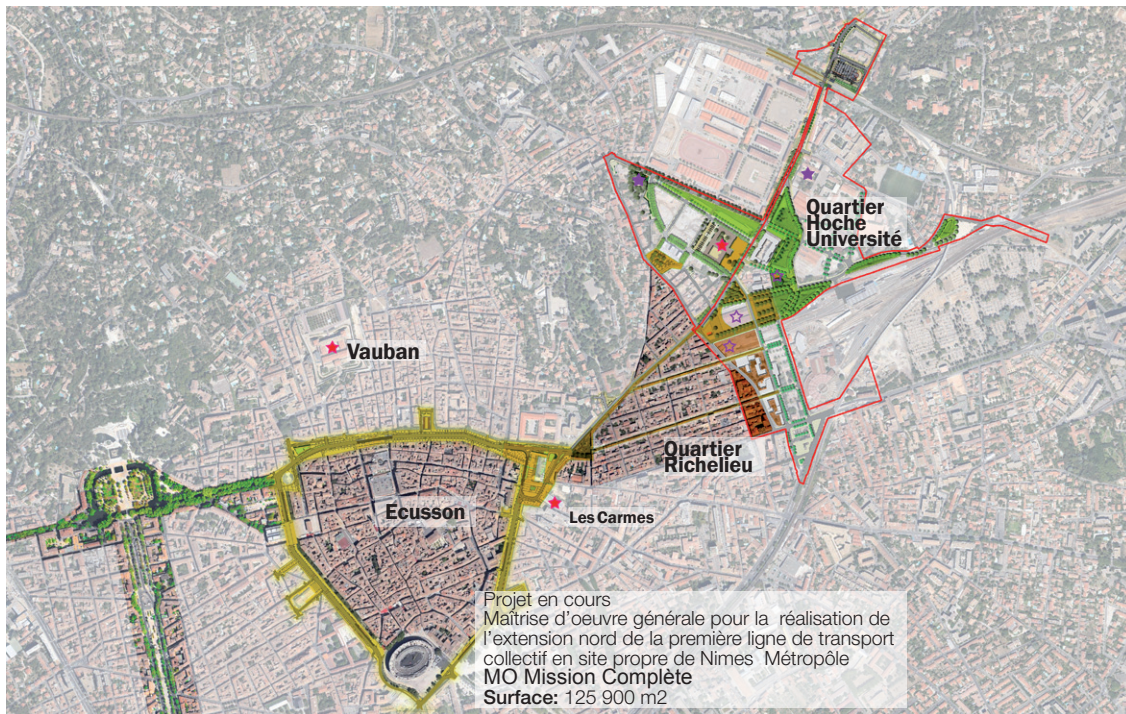 Quartier
Hoche
Université
Vauban
Quartier
Richelieu
Ecusson
Les Carmes
Projet en cours
Maîtrise d'oeuvre générale pour la réalisation de
l'extension nord de la première ligne de transport
collectif en site propre de Nimes Métropôle
MO Mission Complète
Surface: 125 900 m2